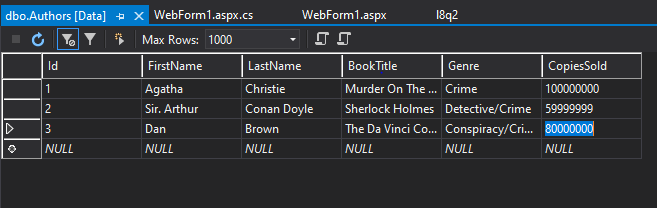 dbo.Authors [Data] WebForm1.aspx.cs WebForm1.aspx l8q2
Max Rows: 1000
Id FirstName LastName BookTitle Genre CopiesSold
1 Agatha Christie Murder On The ... Crime 100000000
2 Sir. Arthur Conan Doyle Sherlock Holmes Detective/Crime 59999999
3 Dan Brown The Da Vinci Co... Conspiracy/Cri... 80000000
NULL NULL NULL NULL NULL NULL